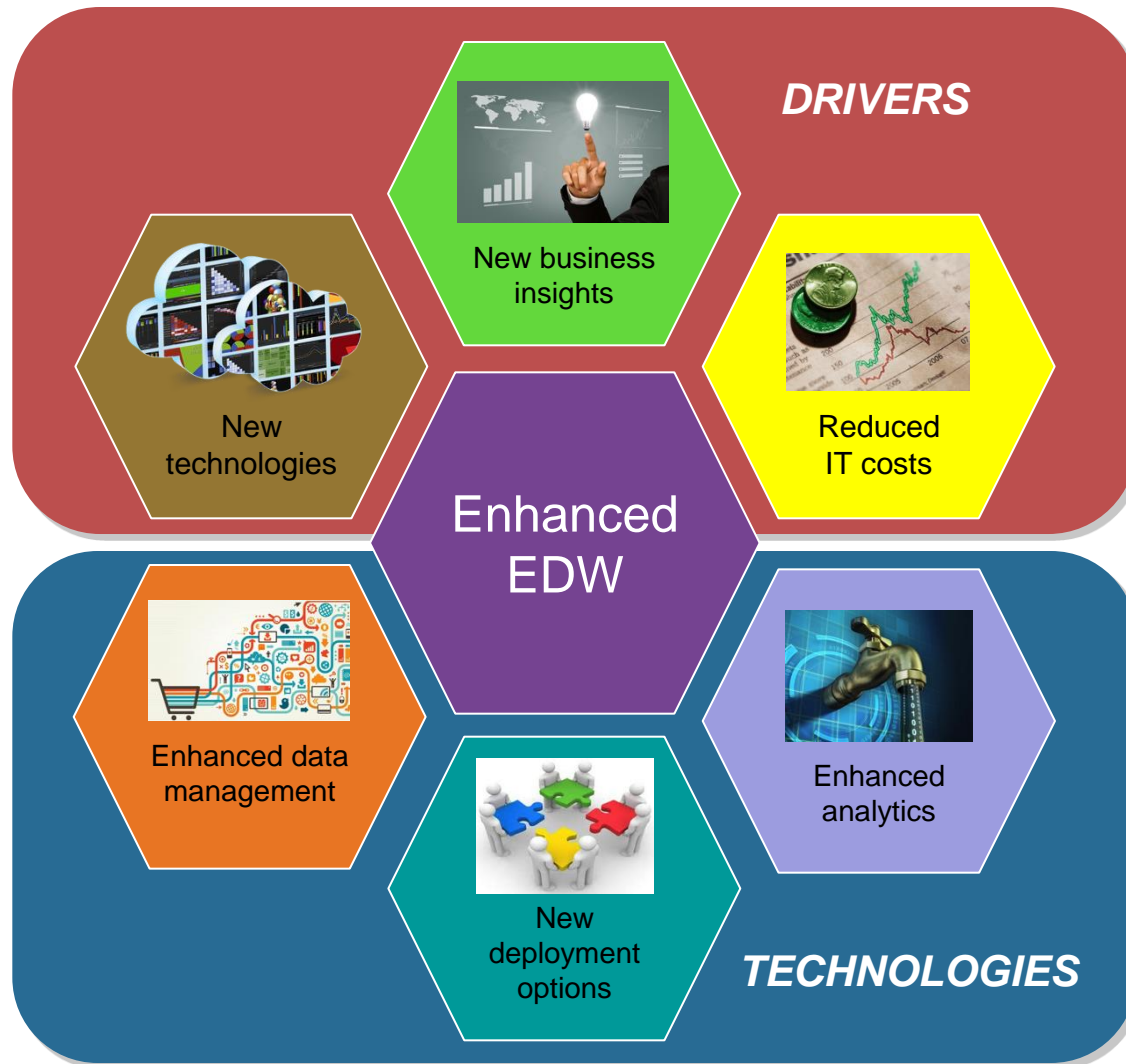 DRIVERS
New business
insights
New
technologies
Reduced
IT costs
Enhanced
EDW
Enhanced data
management
Enhanced
analytics
New
deployment
options
TECHNOLOGIES